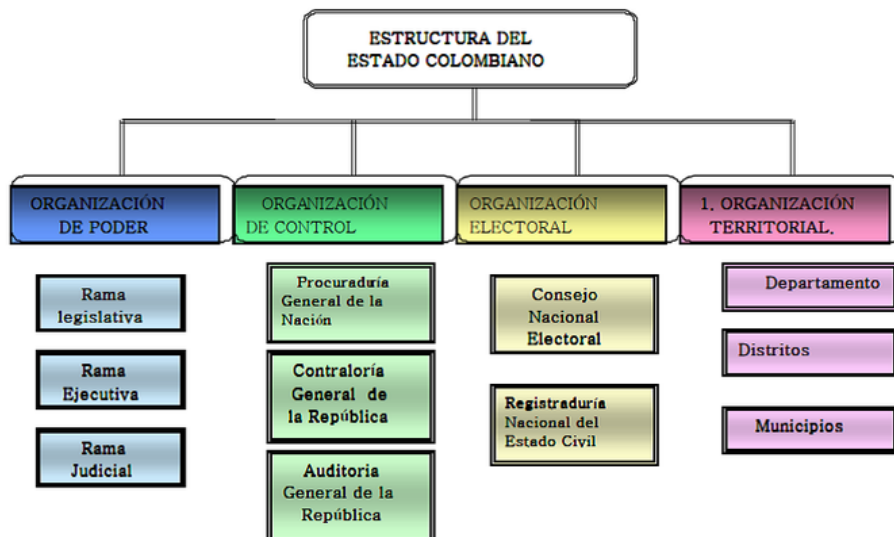 ESTRUCTURA DEL
ESTADO COLOMBIANO
ORGANIZACIÓN
DE PODER
Rama
legislativa
Rama
Ejecutiva
Rama
Judicial
ORGANIZACIÓN
DE CONTROL
Procuraduría
General de la
Nación
Contraloría
General de
la República
Auditoria
General de la
República
ORGANIZACIÓN
ELECTORAL
Consejo
Nacional
Electoral
Registraduría
Nacional del
Estado Civil
1. ORGANIZACIÓN
TERRITORIAL.
Departamento
Distritos
Municipios